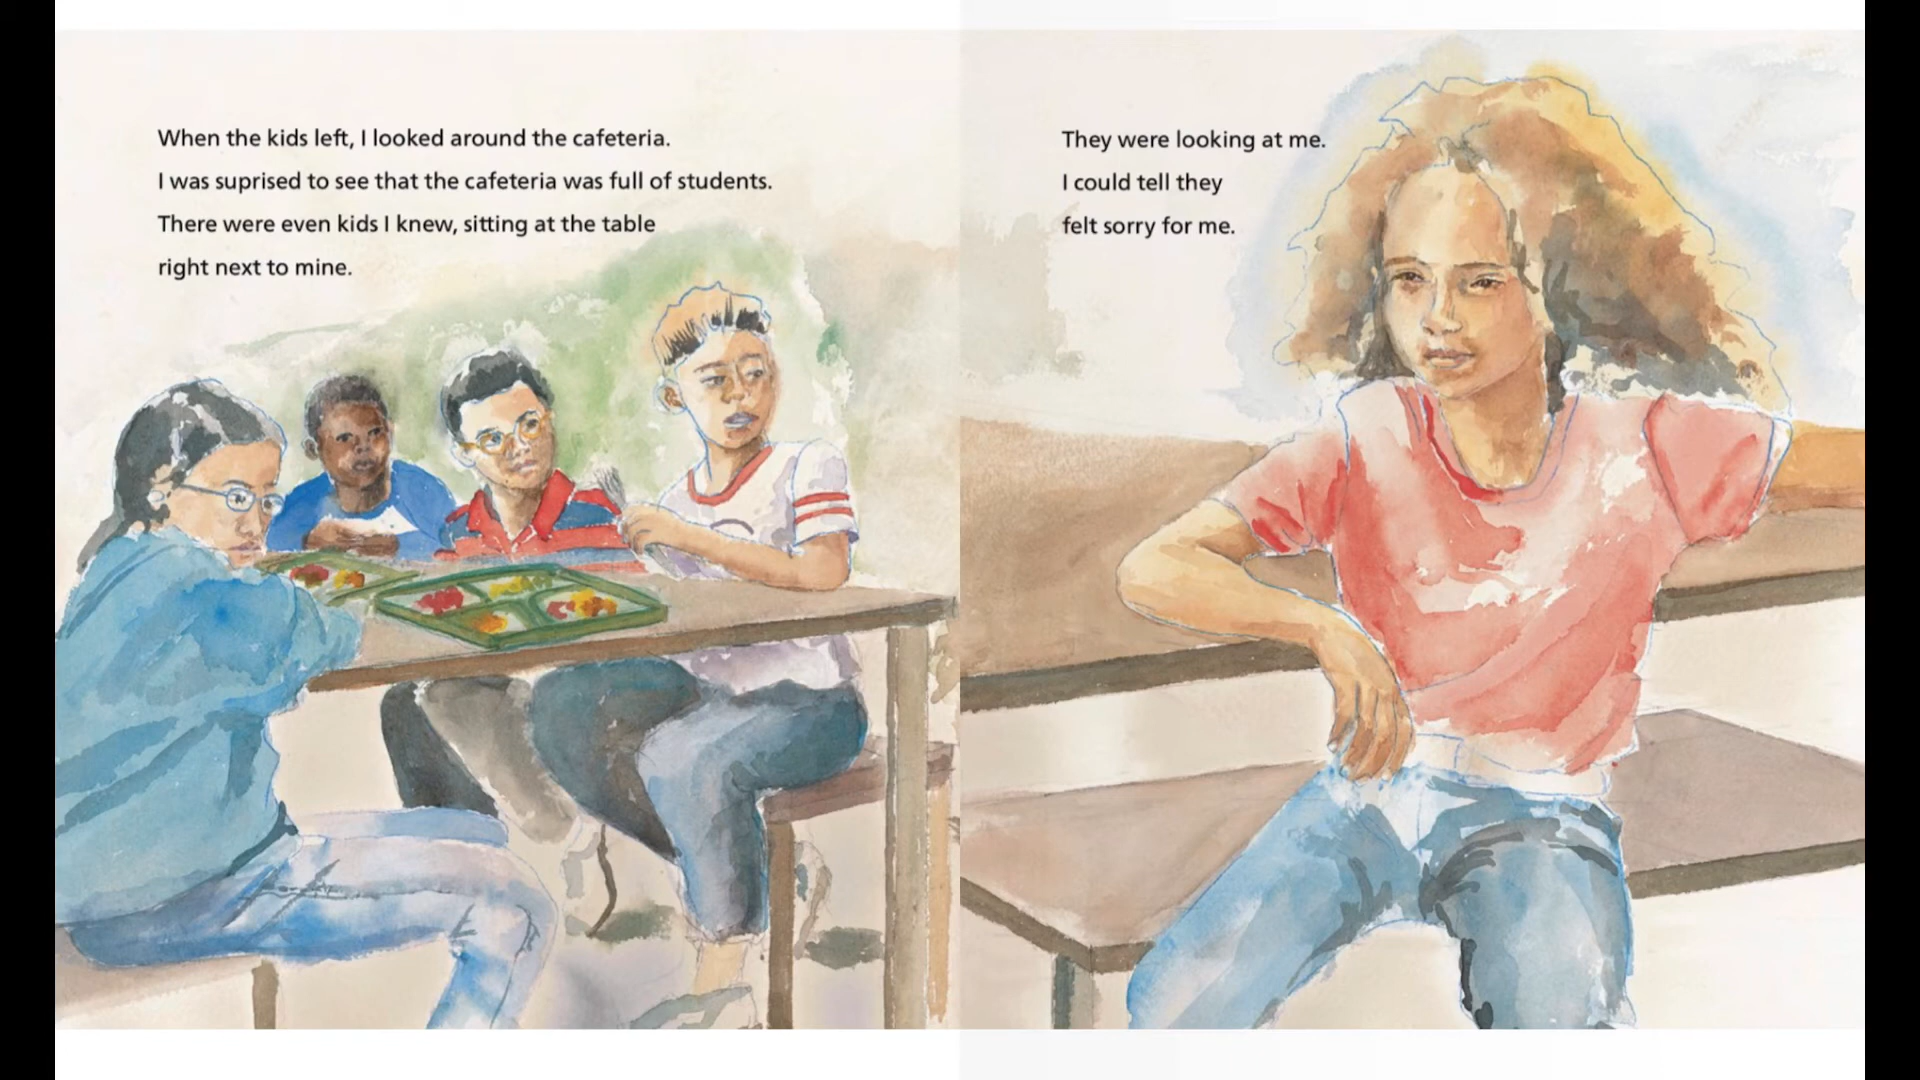 When the kids left, I looked around the cafeteria.
I was suprised to see that the cafeteria was full of students.
There were even kids I knew, sitting at the table
right next to mine.
They were looking at me.
I could tell they
felt sorry for me.